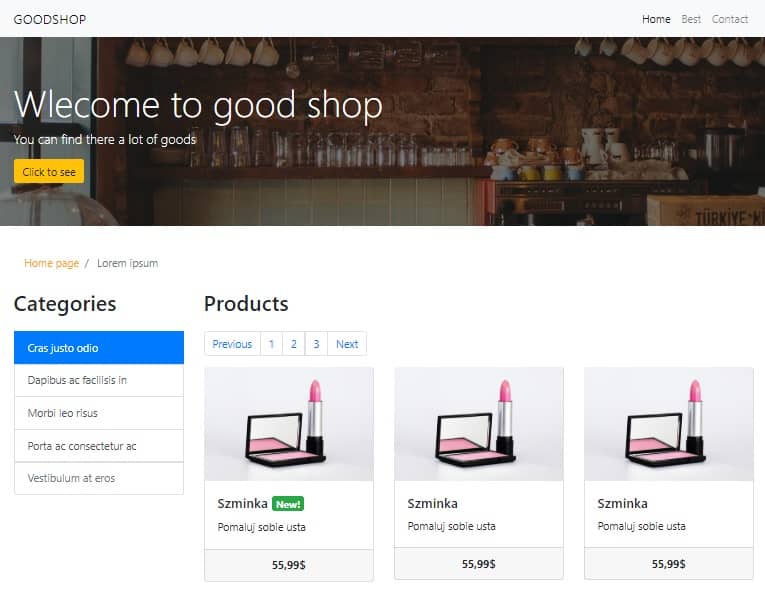 GOODSHOP
Home Best Contact
Wlecome to good shop
You can find there a lot of goods
Click to see
TÜRKİYE'Nİ
Home page / Lorem ipsum
Categories
Cras justo odio
Dapibus ac facilisis in
Morbi leo risus
Porta ac consectetur ac
Vestibulum at eros
Products
Previous 1 2 3 Next
Szminka New!
Pomaluj sobie usta
55,99$
Szminka
Pomaluj sobie usta
55,99$
Szminka
Pomaluj sobie usta
55,99$